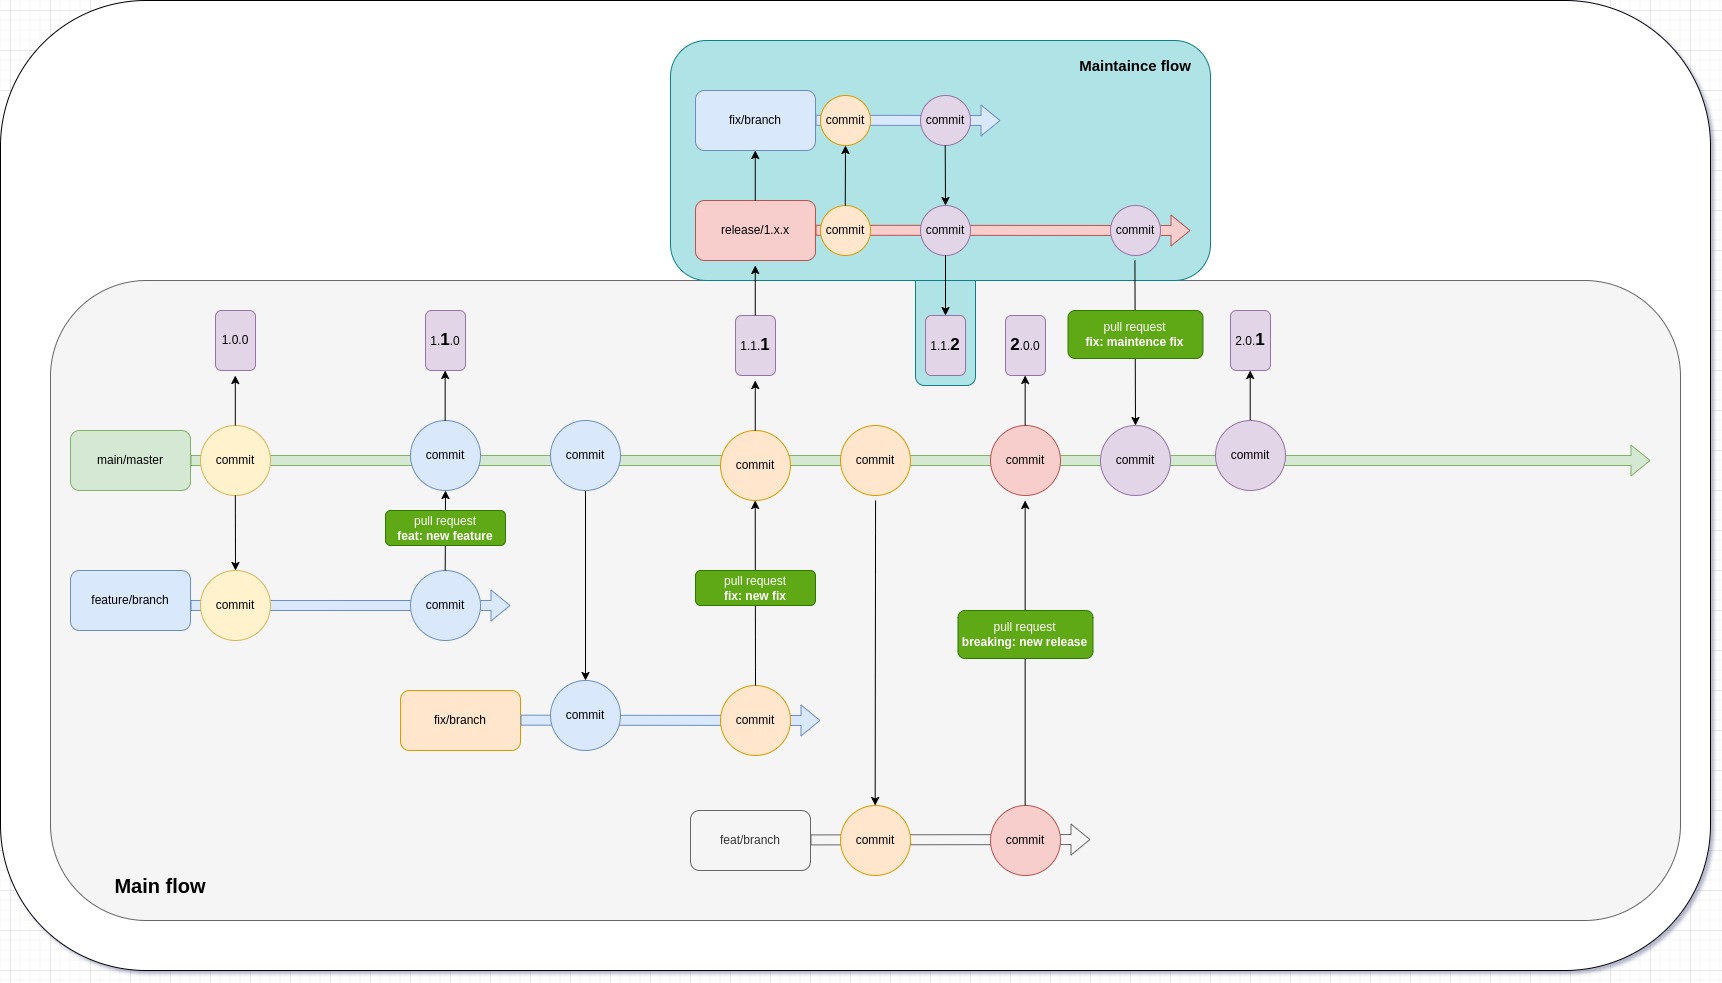 Maintaince flow
fix/branch
commit
commit
release/1.x.x
commit
commit
commit
1.0.0
1.1.0
1.1.1
1.1.2
2.0.0
pull request
fix: maintence fix
2.0.1
main/master
commit
commit
commit
commit
commit
commit
commit
commit
pull request
feat: new feature
feature/branch
commit
commit
pull request
fix: new fix
pull request
breaking: new release
fix/branch
commit
commit
feat/branch
commit
commit
Main flow